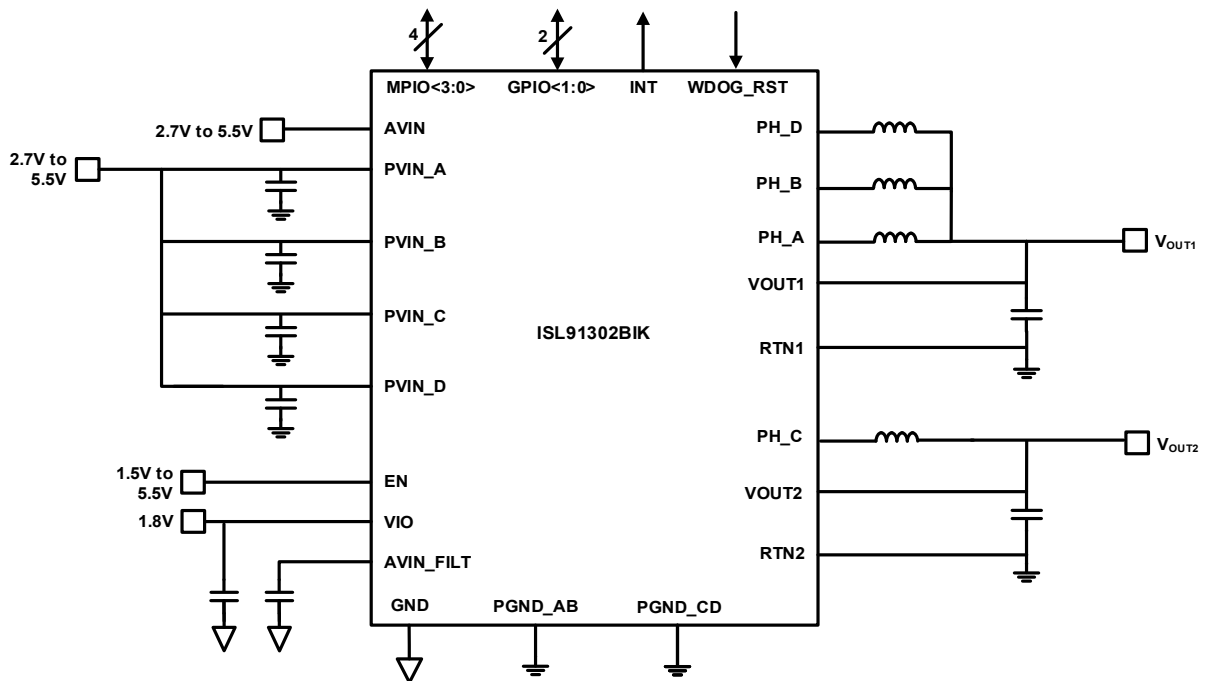 4
2
MPIO<3:0>
GPIO<1:0>
INT
WDOG_RST
2.7V to 5.5V
AVIN
PH_D
2.7V to
5.5V
PVIN_A
PH_B
PVIN_B
PH_A
VOUT1
VOUT1
PVIN_C
ISL91302BIK
RTN1
PVIN_D
PH_C
VOUT2
1.5V to
5.5V
EN
VOUT2
1.8V
VIO
RTN2
AVIN_FILT
GND
PGND_AB
PGND_CD